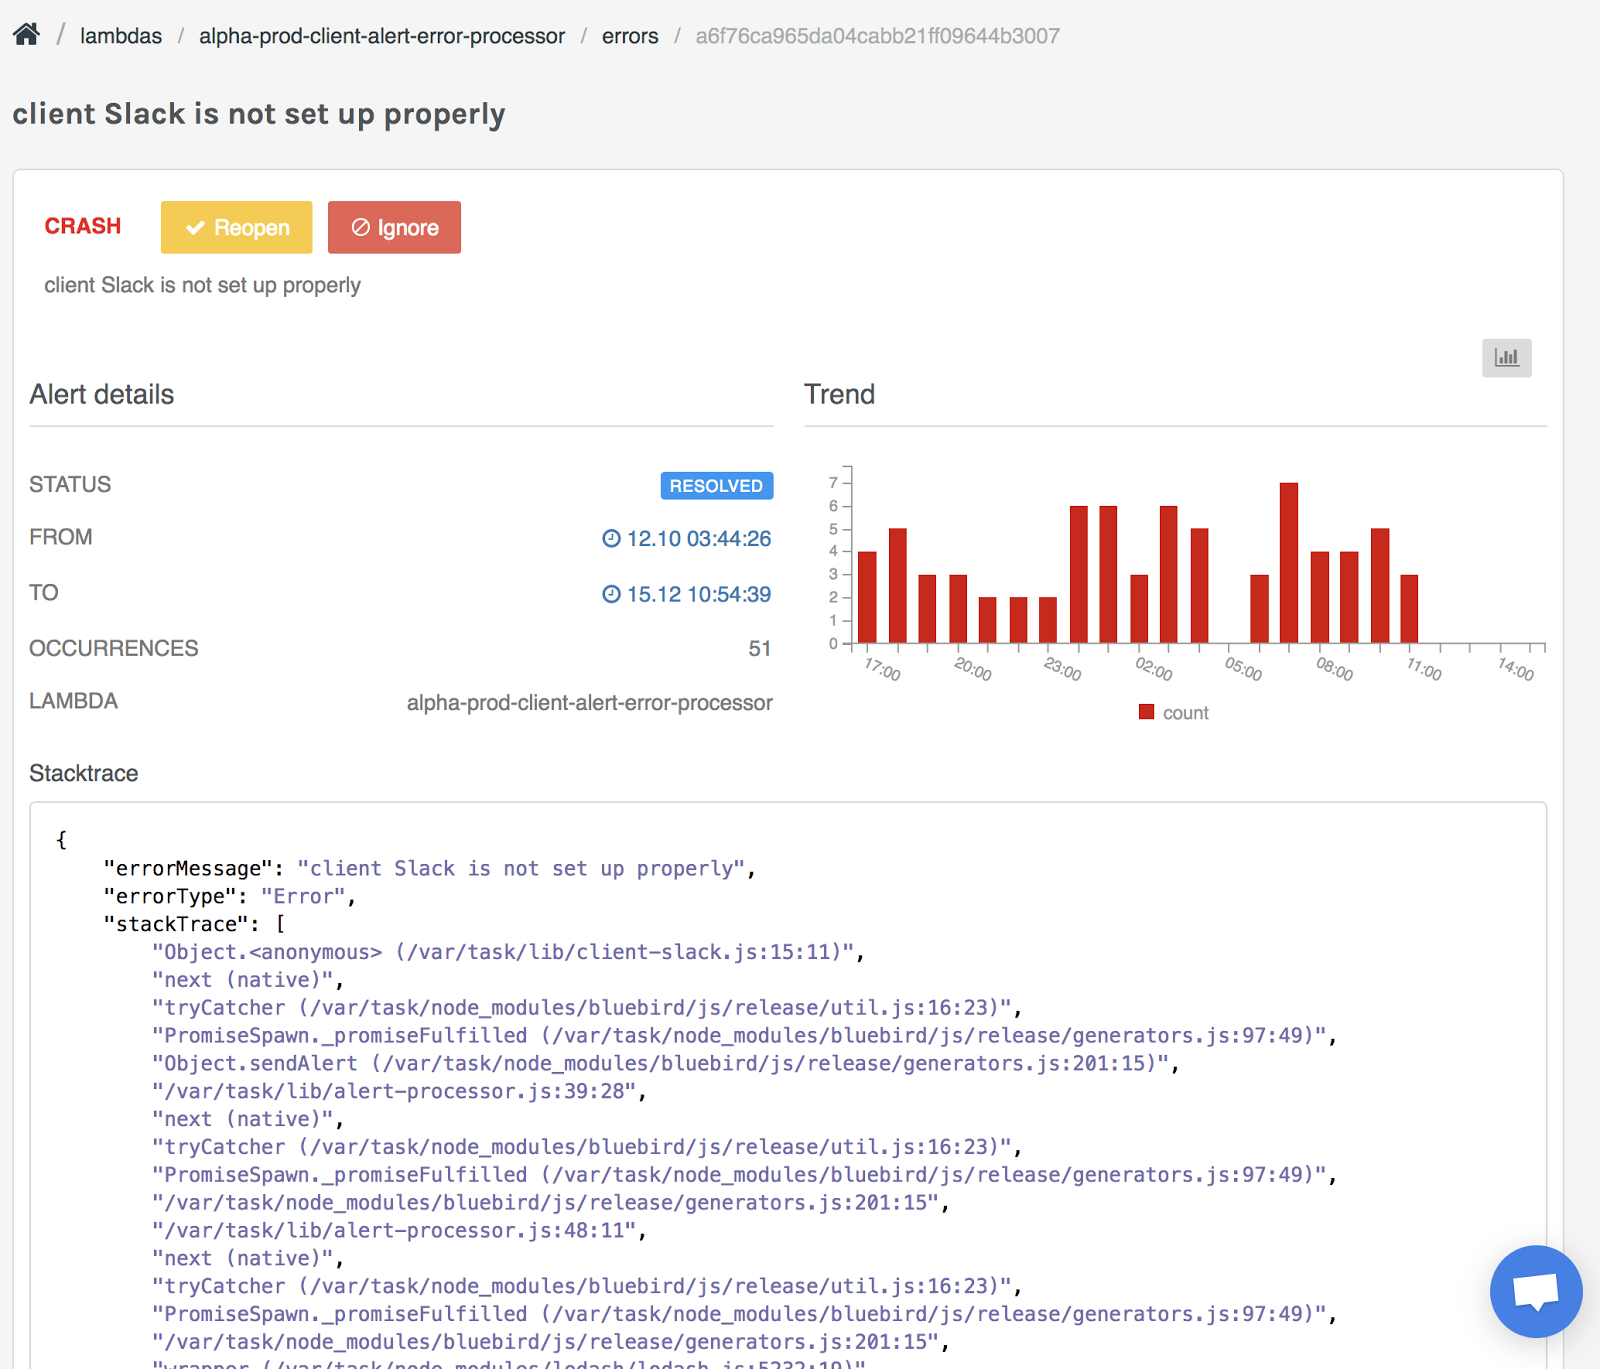 / lambdas / alpha-prod-client-alert-error-processor / errors / a6f76ca965da04cabb21ff09644b3007
client Slack is not set up properly
CRASH Reopen Ignore
client Slack is not set up properly
Alert details
STATUS RESOLVED
FROM 12.10 03:44:26
TO 15.12 10:54:39
OCCURRENCES 51
LAMBDA alpha-prod-client-alert-error-processor
Trend
7
6
5
4
3
2
1
0
17:00 20:00 23:00 02:00 05:00 08:00 11:00 14:00
count
Stacktrace
{
"errorMessage": "client Slack is not set up properly",
"errorType": "Error",
"stackTrace": [
"Object.<anonymous> (/var/task/lib/client-slack.js:15:11)",
"next (native)",
"tryCatcher (/var/task/node_modules/bluebird/js/release/util.js:16:23)",
"PromiseSpawn._promiseFulfilled (/var/task/node_modules/bluebird/js/release/generators.js:97:49)",
"Object.sendAlert (/var/task/node_modules/bluebird/js/release/generators.js:201:15)",
"/var/task/lib/alert-processor.js:39:28",
"next (native)",
"tryCatcher (/var/task/node_modules/bluebird/js/release/util.js:16:23)",
"PromiseSpawn._promiseFulfilled (/var/task/node_modules/bluebird/js/release/generators.js:97:49)",
"/var/task/node_modules/bluebird/js/release/generators.js:201:15",
"/var/task/lib/alert-processor.js:48:11",
"next (native)",
"tryCatcher (/var/task/node_modules/bluebird/js/release/util.js:16:23)",
"PromiseSpawn._promiseFulfilled (/var/task/node_modules/bluebird/js/release/generators.js:97:49)",
"/var/task/node_modules/bluebird/js/release/generators.js:201:15",
"wrapper (/var/task/node_modules/lodash/lodash.js:5232:19)"